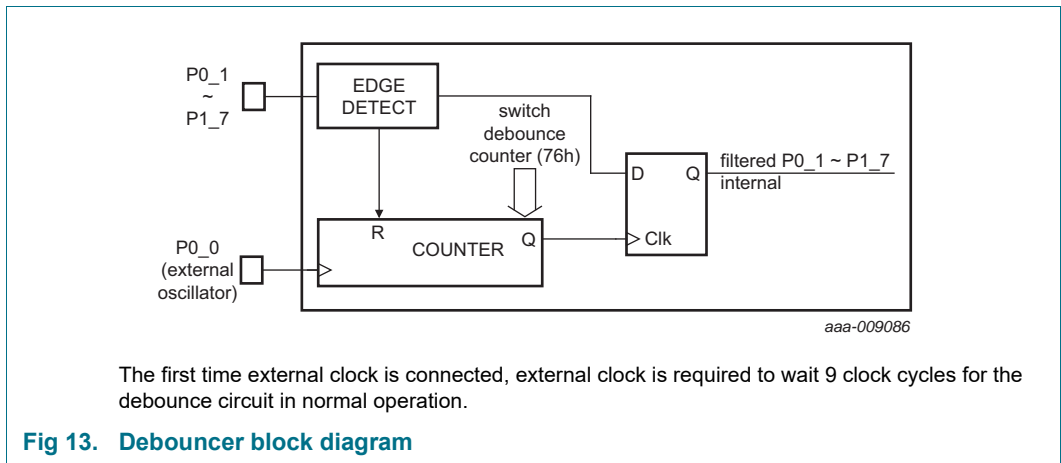 P0_1
~
P1_7
EDGE
DETECT
switch
debounce
counter (76h)
D
Q
filtered P0_1 ~ P1_7
internal
R
COUNTER
Q
Clk
P0_0
(external
oscillator)
aaa-009086
The first time external clock is connected, external clock is required to wait 9 clock cycles for the
debounce circuit in normal operation.
Fig 13. Debouncer block diagram